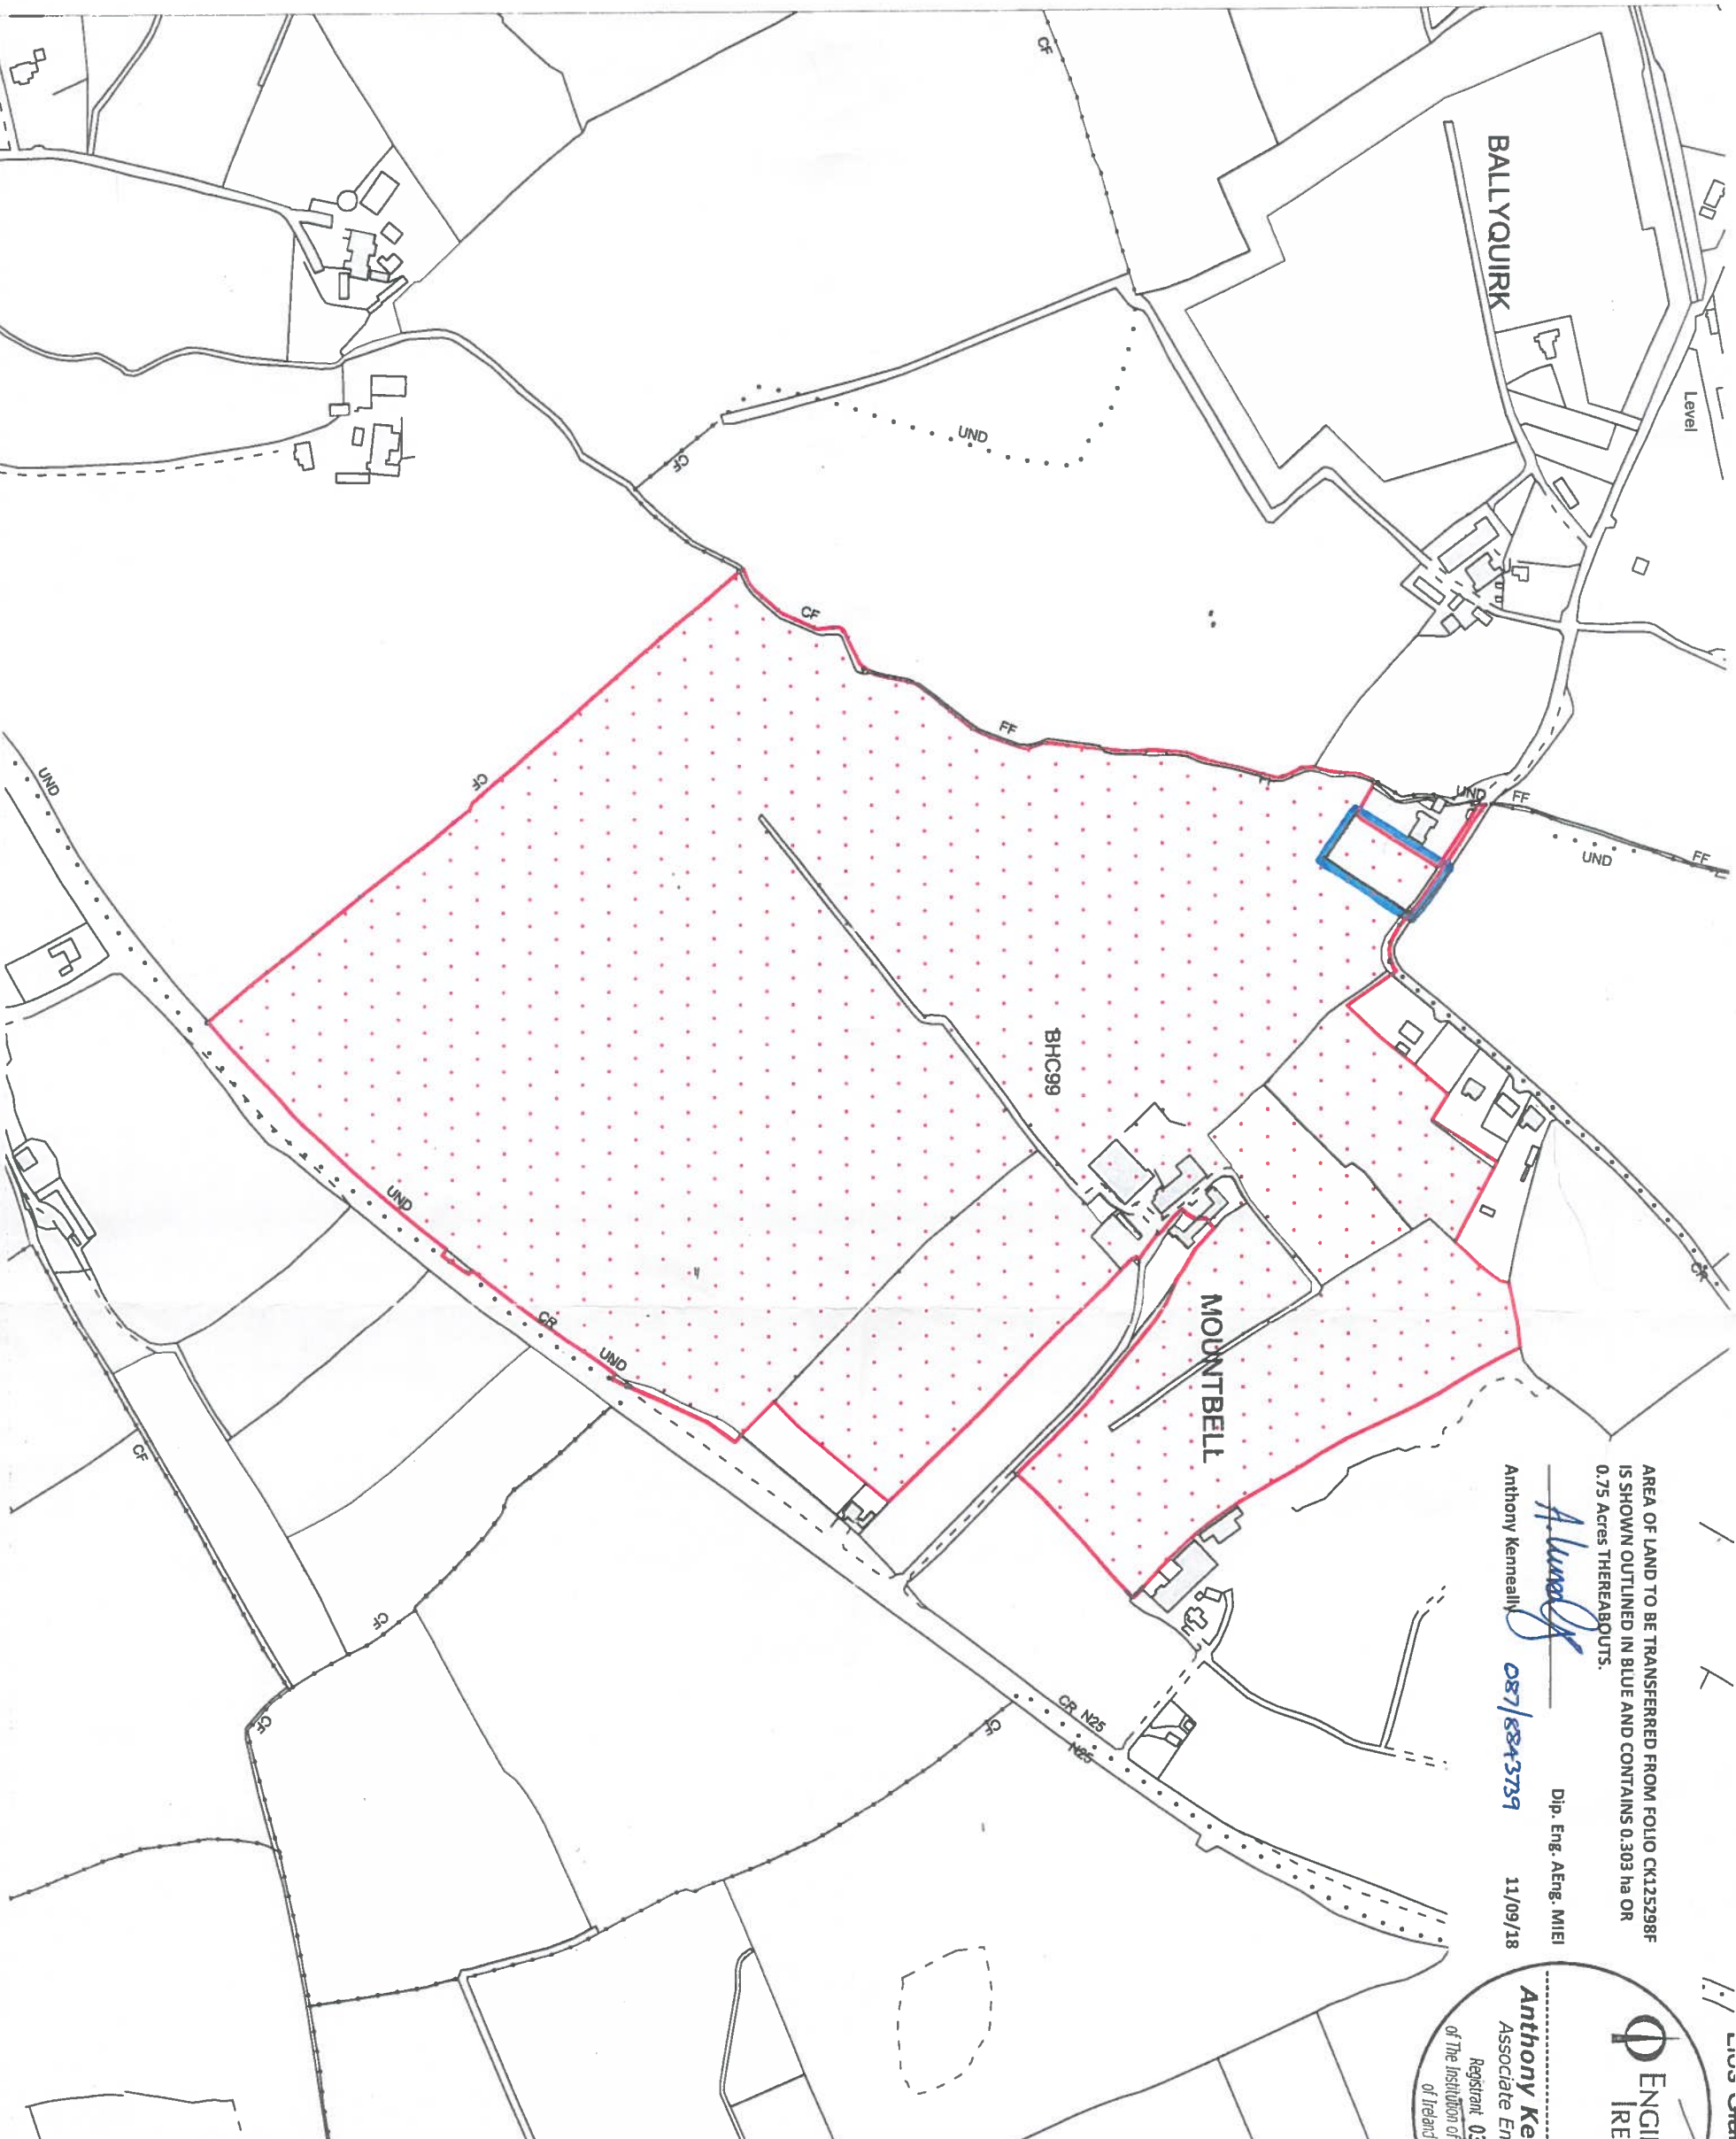 Level
BALLYQUIRK
CF
UND
CF
CF
FF
UND
FF
UND
FF
CF
UND
BHC99
MOUNTBELL
UND
CR
UND
CR
CF
CF
CF
CF
CR N25
N25
AREA OF LAND TO BE TRANSFERRED FROM FOLIO CK125298F
IS SHOWN OUTLINED IN BLUE AND CONTAINS 0.303 ha OR
0.75 Acres THEREABOUTS.
Dip. Eng. AEng. MIEI
Anthony Kenneally 087/8843739 11/09/18
ENGI
IRE
Anthony Ke
Associate En
Registrant 03
of The Institution of
of Ireland